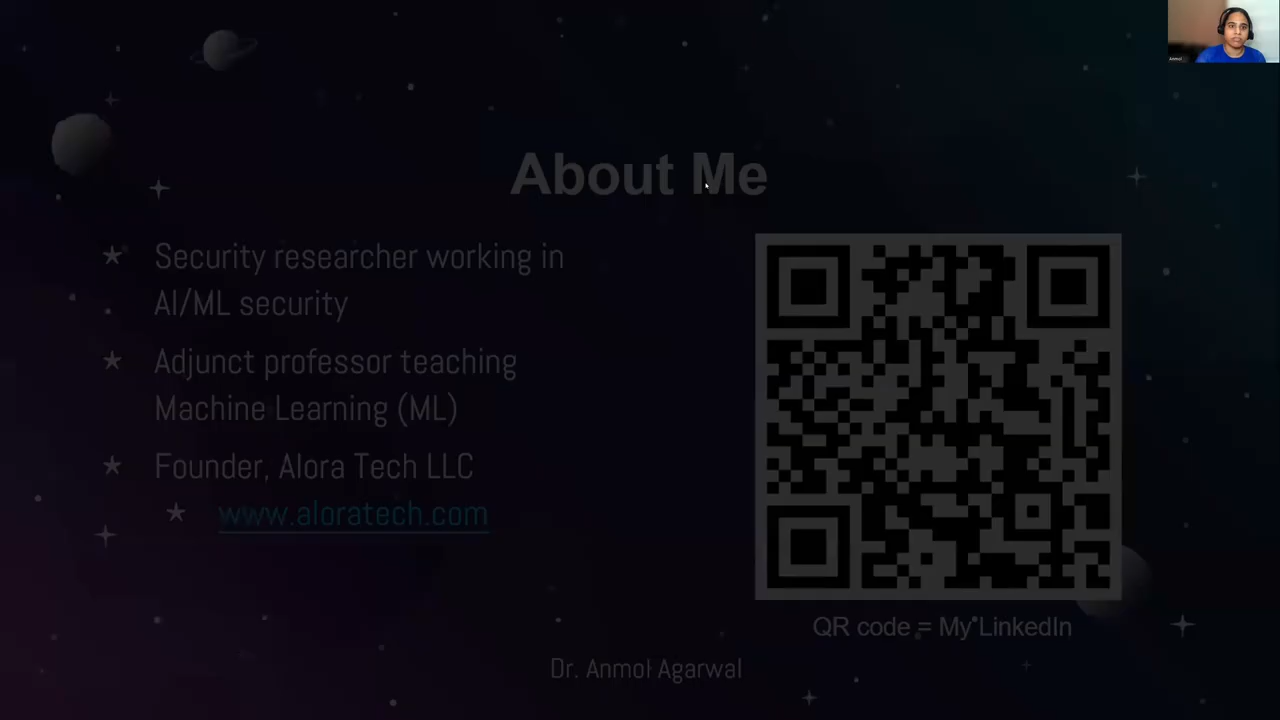 Anmol
About Me
★ Security researcher working in
AI/ML security
★ Adjunct professor teaching
Machine Learning (ML)
★ Founder, Alora Tech LLC
★ www.aloratech.com
QR code = My LinkedIn
Dr. Anmol Agarwal